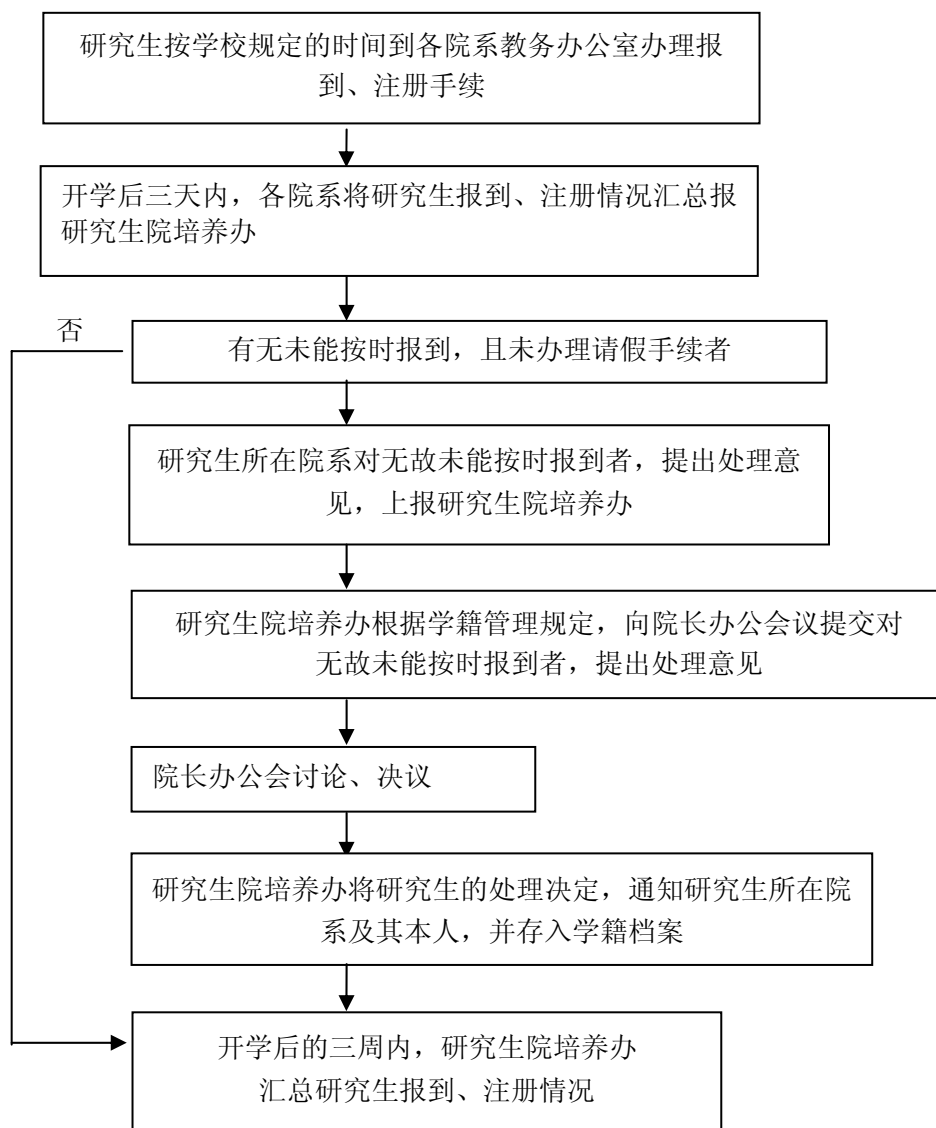 研究生按学校规定的时间到各院系教务办公室办理报
到、注册手续
开学后三天内，各院系将研究生报到、注册情况汇总报
研究生院培养办
否
有无未能按时报到，且未办理请假手续者
研究生所在院系对无故未能按时报到者，提出处理意
见，上报研究生院培养办
研究生院培养办根据学籍管理规定，向院长办公会议提交对
无故未能按时报到者，提出处理意见
院长办公会讨论、决议
研究生院培养办将研究生的处理决定，通知研究生所在院
系及其本人，并存入学籍档案
开学后的三周内，研究生院培养办
汇总研究生报到、注册情况